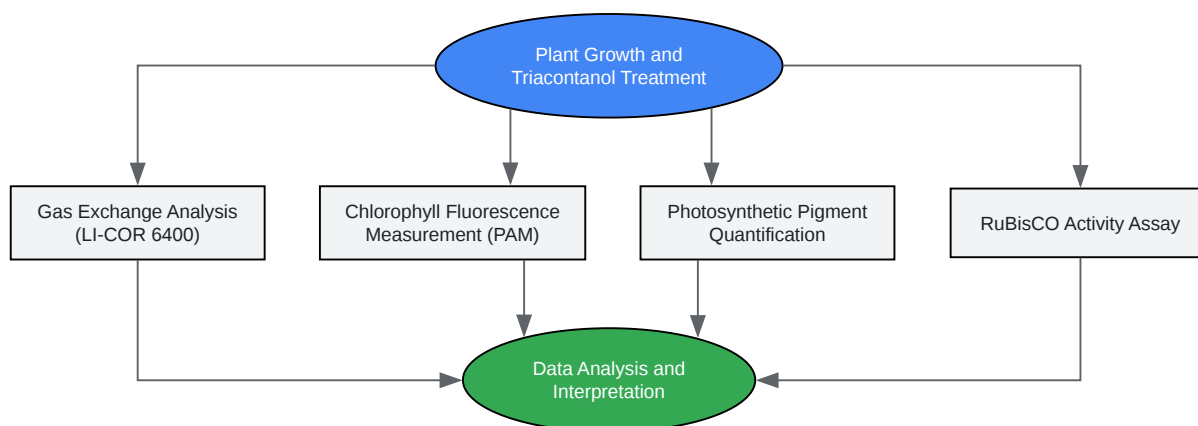 Plant Growth and
Triacontanol Treatment
Gas Exchange Analysis
(LI-COR 6400)
Chlorophyll Fluorescence
Measurement (PAM)
Photosynthetic Pigment
Quantification
RuBisCO Activity Assay
Data Analysis and
Interpretation